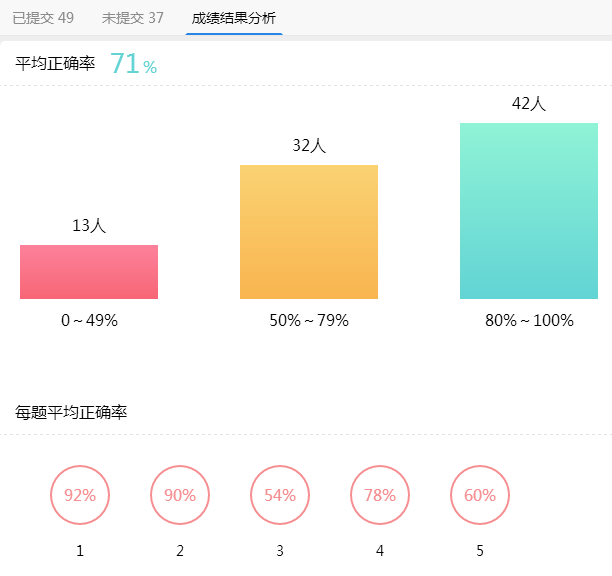 已提交 49 未提交 37 成绩结果分析
平均正确率 71%
13人 32人 42人
0～49% 50%～79% 80%～100%
每题平均正确率
92% 90% 54% 78% 60%
1 2 3 4 5